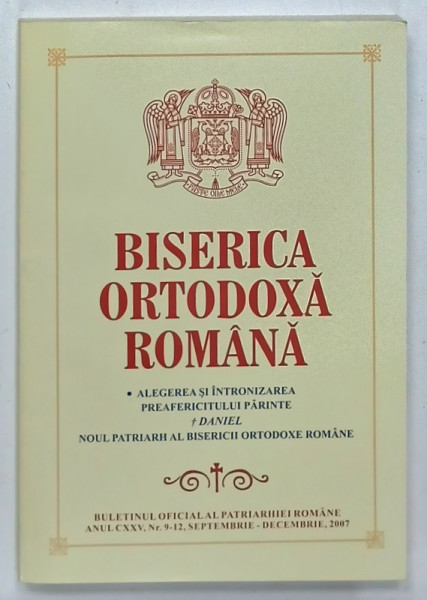 BISERICA
ORTODOXĂ
ROMÂNĂ
• ALEGEREA ȘI ÎNTRONIZAREA
PREAFERICITULUI PĂRINTE
† DANIEL
NOUL PATRIARH AL BISERICII ORTODOXE ROMÂNE
BULETINUL OFICIAL AL PATRIARHIEI ROMÂNE
ANUL CXXV, Nr. 9-12, SEPTEMBRIE - DECEMBRIE, 2007